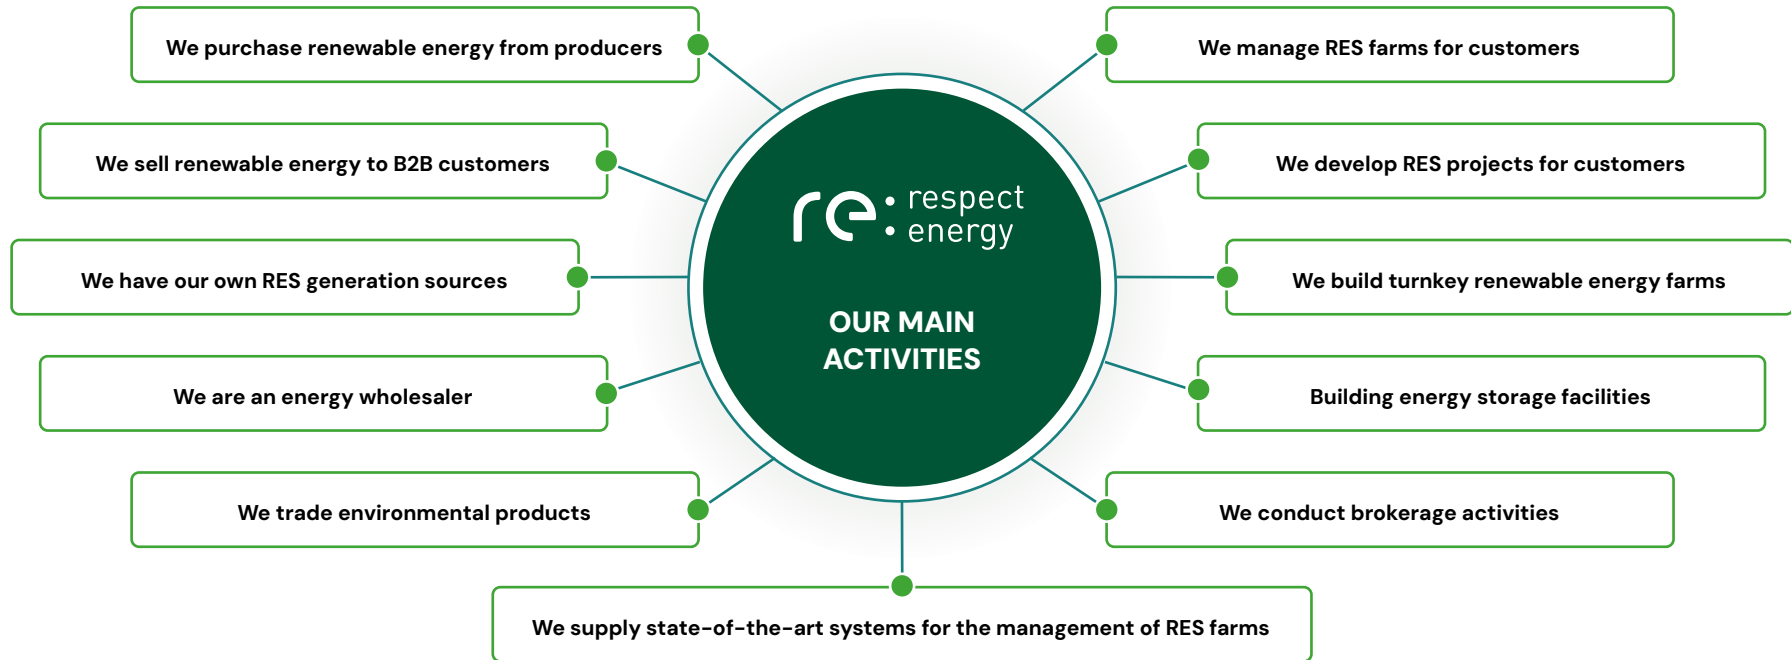 We purchase renewable energy from producers
We sell renewable energy to B2B customers
We have our own RES generation sources
We are an energy wholesaler
We trade environmental products
re: respect
energy
OUR MAIN
ACTIVITIES
We manage RES farms for customers
We develop RES projects for customers
We build turnkey renewable energy farms
Building energy storage facilities
We conduct brokerage activities
We supply state-of-the-art systems for the management of RES farms